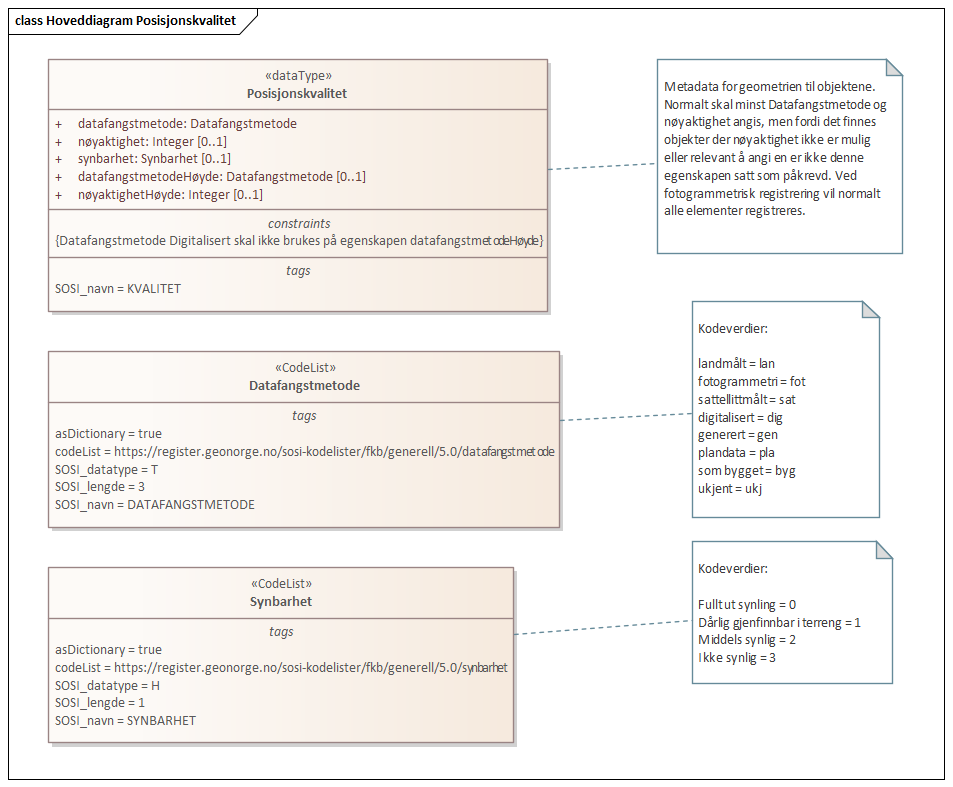 class Hoveddiagram Posisjonskvalitet
«dataType»
Posisjonskvalitet
+ datafangstmetode: Datafangstmetode
+ nøyaktighet: Integer [0..1]
+ synbarhet: Synbarhet [0..1]
+ datafangstmetodeHøyde: Datafangstmetode [0..1]
+ nøyaktighetHøyde: Integer [0..1]
constraints
{Datafangstmetode Digitalisert skal ikke brukes på egenskapen datafangstmetodeHøyde}
tags
SOSI_navn = KVALITET
Metadata for geometrien til objektene.
Normalt skal minst Datafangstmetode og
nøyaktighet angis, men fordi det finnes
objekter der nøyaktighet ikke er mulig
eller relevant å angi en er ikke denne
egenskapen satt som påkrevd. Ved
fotogrammetrisk registrering vil normalt
alle elementer registreres.
«CodeList»
Datafangstmetode
tags
asDictionary = true
codeList = https://register.geonorge.no/sosi-kodelister/fkb/generell/5.0/datafangstmetode
SOSI_datatype = T
SOSI_lengde = 3
SOSI_navn = DATAFANGSTMETODE
Kodeverdier:
landmålt = lan
fotogrammetri = fot
sattellittmålt = sat
digitalisert = dig
generert = gen
plandata = pla
som bygget = byg
ukjent = ukj
«CodeList»
Synbarhet
tags
asDictionary = true
codeList = https://register.geonorge.no/sosi-kodelister/fkb/generell/5.0/synbarhet
SOSI_datatype = H
SOSI_lengde = 1
SOSI_navn = SYNBARHET
Kodeverdier:
Fullt ut synling = 0
Dårlig gjenfinnbar i terreng = 1
Middels synlig = 2
Ikke synlig = 3